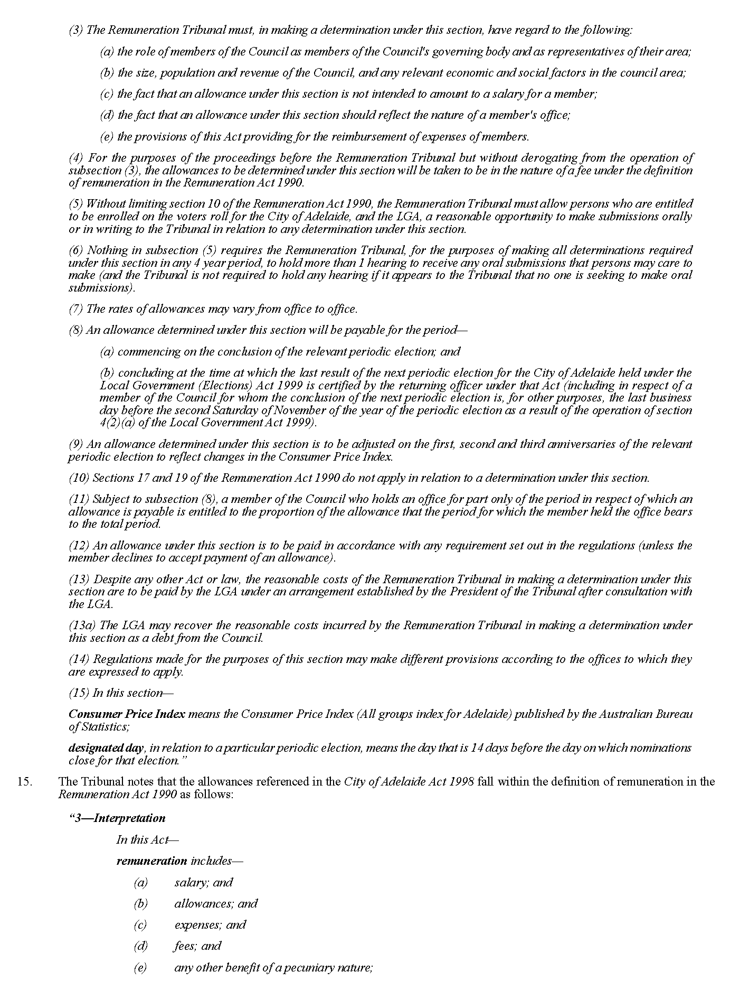 (3) The Remuneration Tribunal must, in making a determination under this section, have regard to the following:
(a) the role of members of the Council as members of the Council's governing body and as representatives of their area;
(b) the size, population and revenue of the Council, and any relevant economic and social factors in the council area;
(c) the fact that an allowance under this section is not intended to amount to a salary for a member;
(d) the fact that an allowance under this section should reflect the nature of a member's office;
(e) the provisions of this Act providing for the reimbursement of expenses of members.
(4) For the purposes of the proceedings before the Remuneration Tribunal but without derogating from the operation of
subsection (3), the allowances to be determined under this section will be taken to be in the nature of a fee under the definition
of remuneration in the Remuneration Act 1990.
(5) Without limiting section 10 of the Remuneration Act 1990, the Remuneration Tribunal must allow persons who are entitled
to be enrolled on the voters roll for the City of Adelaide, and the LGA, a reasonable opportunity to make submissions orally
or in writing to the Tribunal in relation to any determination under this section.
(6) Nothing in subsection (5) requires the Remuneration Tribunal, for the purposes of making all determinations required
under this section in any 4 year period, to hold more than 1 hearing to receive any oral submissions that persons may care to
make (and the Tribunal is not required to hold any hearing if it appears to the Tribunal that no one is seeking to make oral
submissions).
(7) The rates of allowances may vary from office to office.
(8) An allowance determined under this section will be payable for the period—
(a) commencing on the conclusion of the relevant periodic election; and
(b) concluding at the time at which the last result of the next periodic election for the City of Adelaide held under the
Local Government (Elections) Act 1999 is certified by the returning officer under that Act (including in respect of a
member of the Council for whom the conclusion of the next periodic election is, for other purposes, the last business
day before the second Saturday of November of the year of the periodic election as a result of the operation of section
4(2)(a) of the Local Government Act 1999).
(9) An allowance determined under this section is to be adjusted on the first, second and third anniversaries of the relevant
periodic election to reflect changes in the Consumer Price Index.
(10) Sections 17 and 19 of the Remuneration Act 1990 do not apply in relation to a determination under this section.
(11) Subject to subsection (8), a member of the Council who holds an office for part only of the period in respect of which an
allowance is payable is entitled to the proportion of the allowance that the period for which the member held the office bears
to the total period.
(12) An allowance under this section is to be paid in accordance with any requirement set out in the regulations (unless the
member declines to accept payment of an allowance).
(13) Despite any other Act or law, the reasonable costs of the Remuneration Tribunal in making a determination under this
section are to be paid by the LGA under an arrangement established by the President of the Tribunal after consultation with
the LGA.
(13a) The LGA may recover the reasonable costs incurred by the Remuneration Tribunal in making a determination under
this section as a debt from the Council.
(14) Regulations made for the purposes of this section may make different provisions according to the offices to which they
are expressed to apply.
(15) In this section—
Consumer Price Index means the Consumer Price Index (All groups index for Adelaide) published by the Australian Bureau
of Statistics;
designated day, in relation to a particular periodic election, means the day that is 14 days before the day on which nominations
close for that election.”
15. The Tribunal notes that the allowances referenced in the City of Adelaide Act 1998 fall within the definition of remuneration in the
Remuneration Act 1990 as follows:
“3—Interpretation
In this Act—
remuneration includes—
(a) salary; and
(b) allowances; and
(c) expenses; and
(d) fees; and
(e) any other benefit of a pecuniary nature;